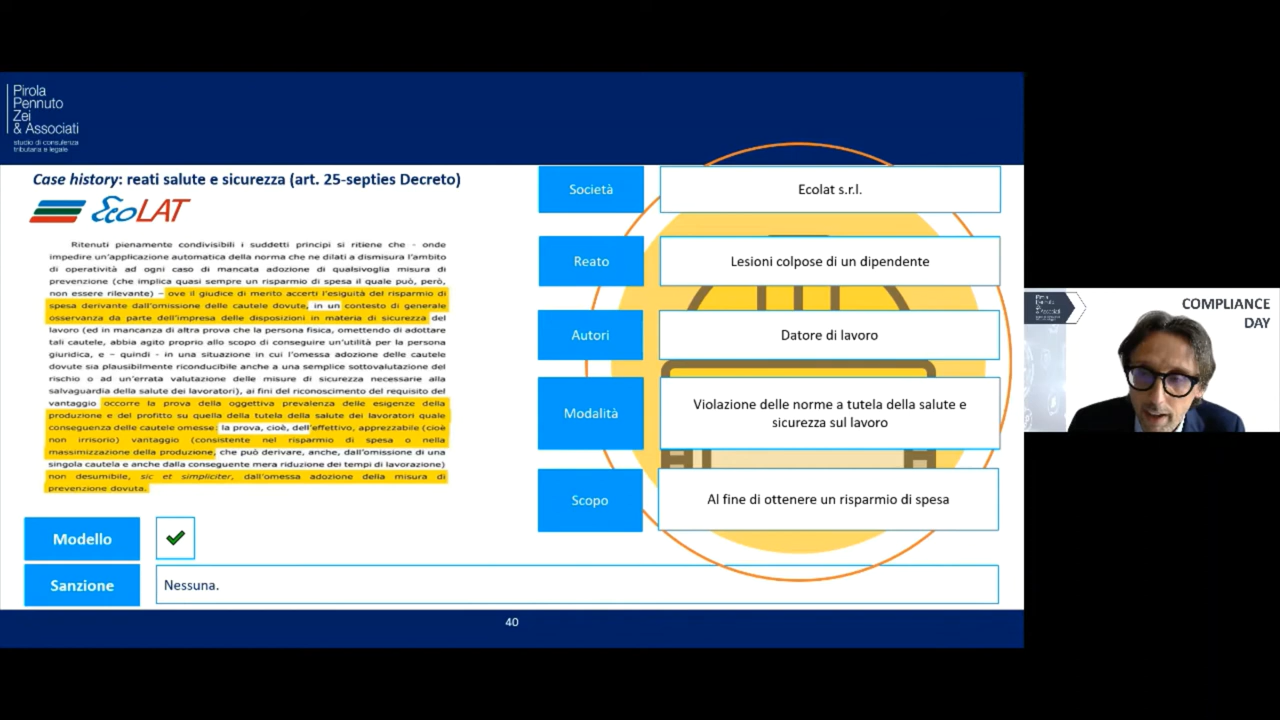 Pirola
Pennuto
Zei
& Associati
studio di consulenza
tributaria e legale
Case history: reati salute e sicurezza (art. 25-septies Decreto)
EcoLAT
Ritenuti pienamente condivisibili i suddetti principi si ritiene che - onde
impedire un'applicazione automatica della norma che ne dilati a dismisura l'ambito
di operatività ad ogni caso di mancata adozione di qualsivoglia misura di
prevenzione (che implica quasi sempre un risparmio di spesa il quale può, però,
non essere rilevante) – ove il giudice di merito accerti l'esiguità del risparmio di
spesa derivante dall'omissione delle cautele dovute, in un contesto di generale
osservanza da parte dell'impresa delle disposizioni in materia di sicurezza del
lavoro (ed in mancanza di altra prova che la persona fisica, omettendo di adottare
tali cautele, abbia agito proprio allo scopo di conseguire un'utilità per la persona
giuridica, e – quindi - in una situazione in cui l'omessa adozione delle cautele
dovute sia plausibilmente riconducibile anche a una semplice sottovalutazione del
rischio o ad un'errata valutazione delle misure di sicurezza necessarie alla
salvaguardia della salute dei lavoratori), ai fini del riconoscimento del requisito del
vantaggio occorre la prova della oggettiva prevalenza delle esigenze della
produzione e del profitto su quella della tutela della salute dei lavoratori quale
conseguenza delle cautele omesse: la prova, cioè, dell'effettivo, apprezzabile (cioè
non irrisorio) vantaggio (consistente nel risparmio di spesa o nella
massimizzazione della produzione, che può derivare, anche, dall'omissione di una
singola cautela e anche dalla conseguente mera riduzione dei tempi di lavorazione)
non desumibile, sic et simpliciter, dall'omessa adozione della misura di
prevenzione dovuta.
Società
Ecolat s.r.l.
Reato
Lesioni colpose di un dipendente
Autori
Datore di lavoro
Modalità
Violazione delle norme a tutela della salute e
sicurezza sul lavoro
Scopo
Al fine di ottenere un risparmio di spesa
Modello
Sanzione
Nessuna.
40
COMPLIANCE
DAY